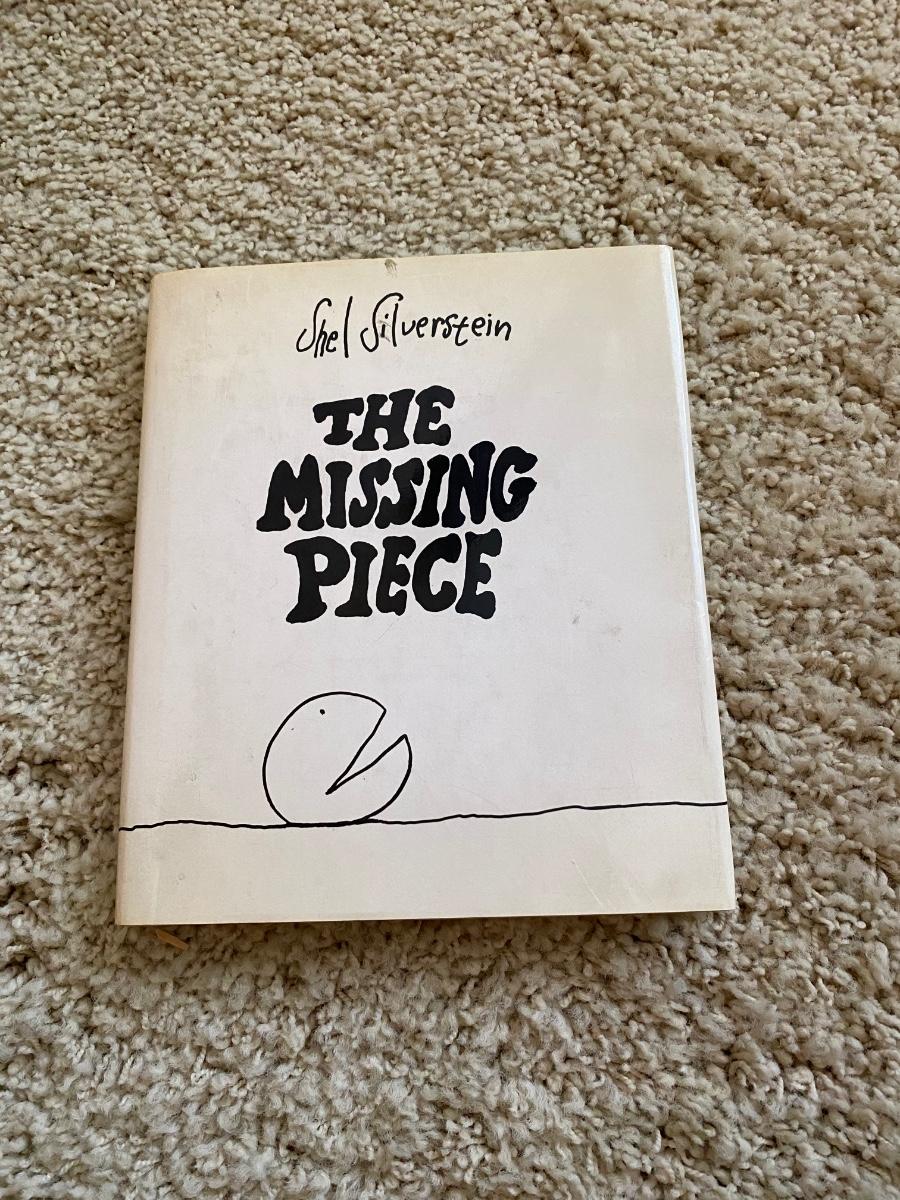 Shel Silverstein
THE
MISSING
PIECE